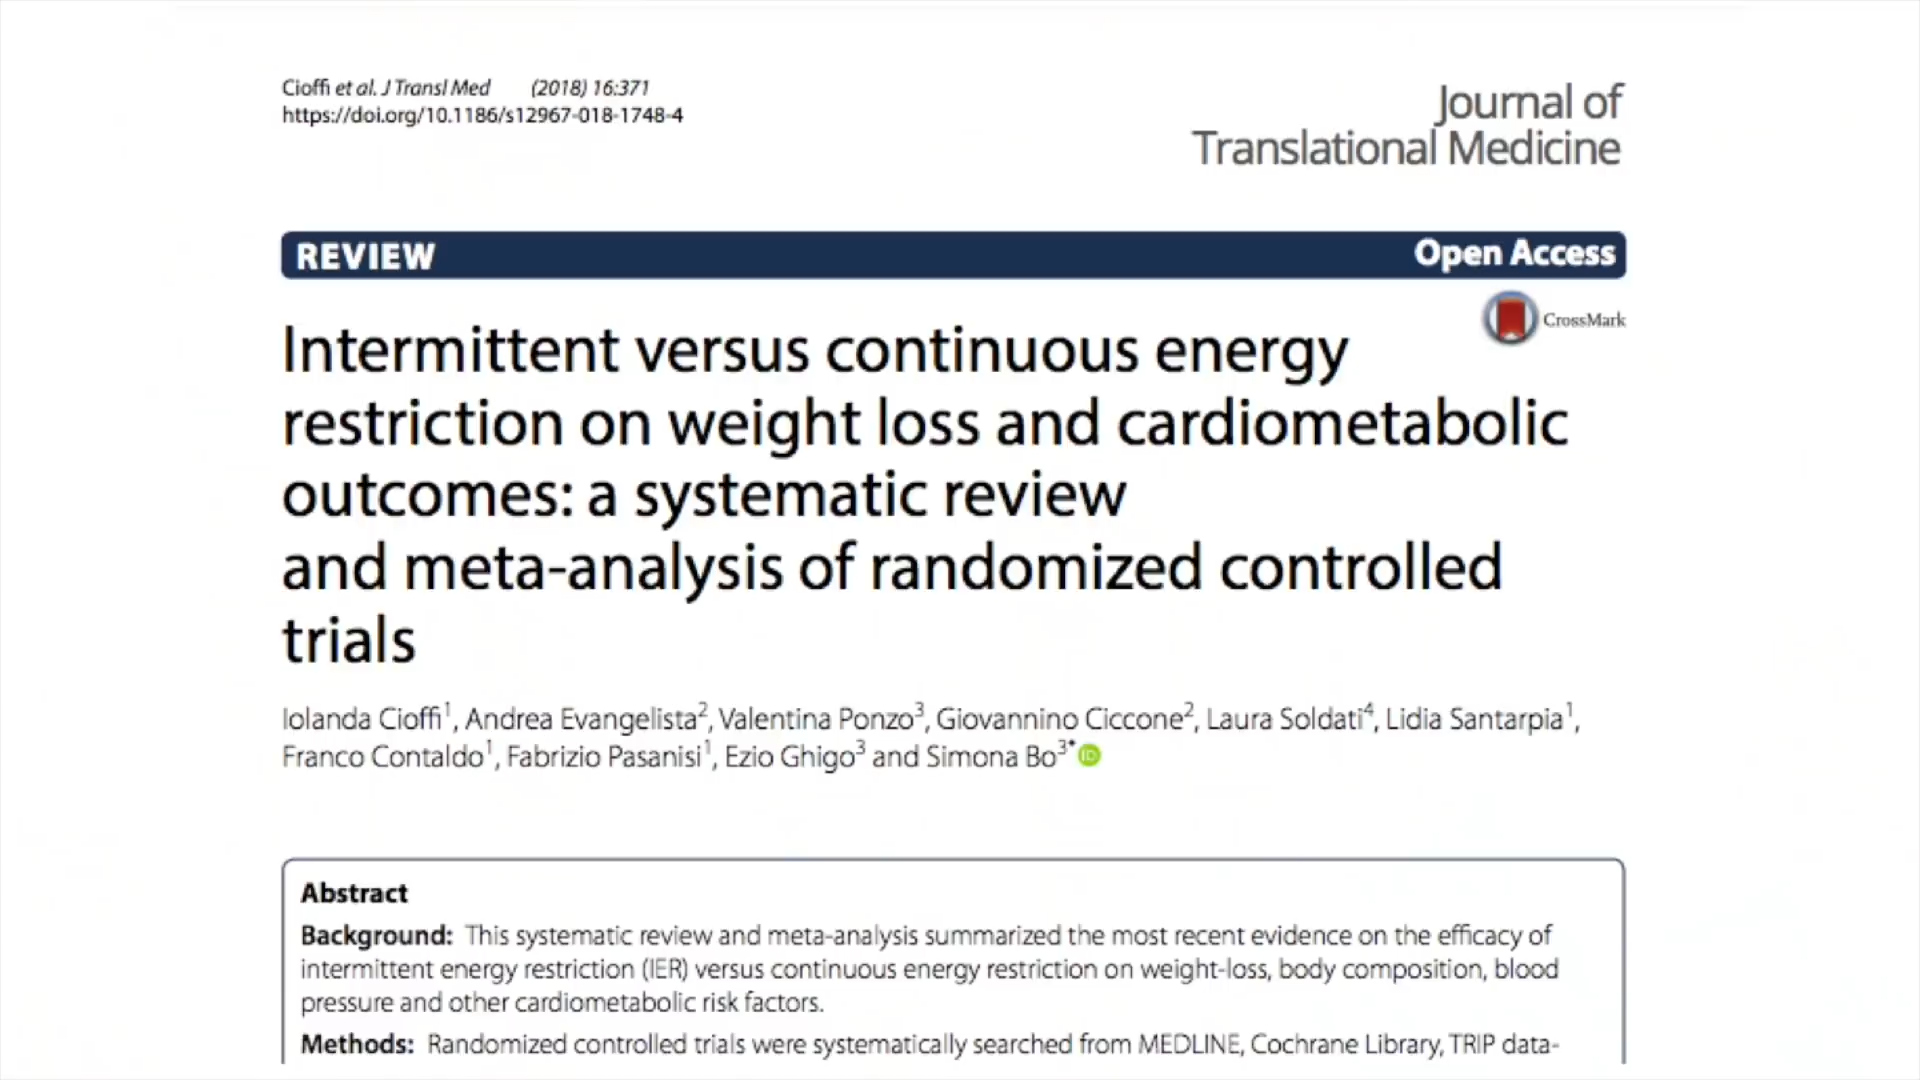 Cioffi et al. J Transl Med (2018) 16:371
https://doi.org/10.1186/s12967-018-1748-4
Journal of
Translational Medicine
REVIEW Open Access
CrossMark
Intermittent versus continuous energy
restriction on weight loss and cardiometabolic
outcomes: a systematic review
and meta-analysis of randomized controlled
trials
Iolanda Cioffi1, Andrea Evangelista2, Valentina Ponzo3, Giovannino Ciccone2, Laura Soldati4, Lidia Santarpia1,
Franco Contaldo1, Fabrizio Pasanisi1, Ezio Ghigo3 and Simona Bo3* iD
Abstract
Background: This systematic review and meta-analysis summarized the most recent evidence on the efficacy of
intermittent energy restriction (IER) versus continuous energy restriction on weight-loss, body composition, blood
pressure and other cardiometabolic risk factors.
Methods: Randomized controlled trials were systematically searched from MEDLINE, Cochrane Library, TRIP data-